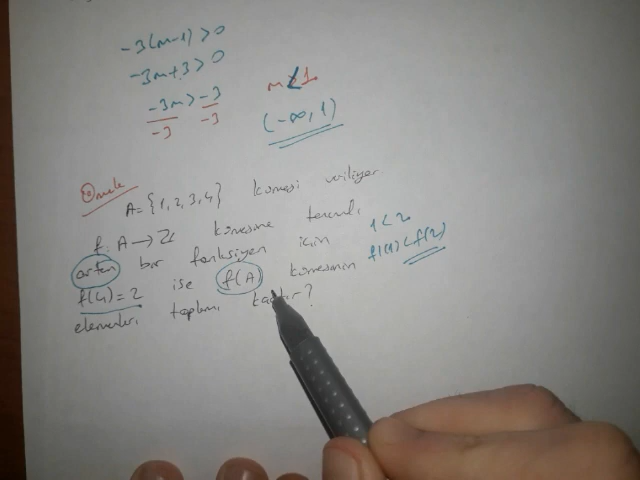 -3(m-1) > 0
-3m+3 > 0
-3m > -3
-3 -3
m < 1
(-∞, 1)
Örnek
A = {1, 2, 3, 4} kümesi veriliyor
f: A → Z kümesine tanımlı
artan bir fonksiyon için
1 < 2
f(1) < f(2)
f(4) = 2 ise f(A) kümesinin
elemanları toplamı kaçtır?